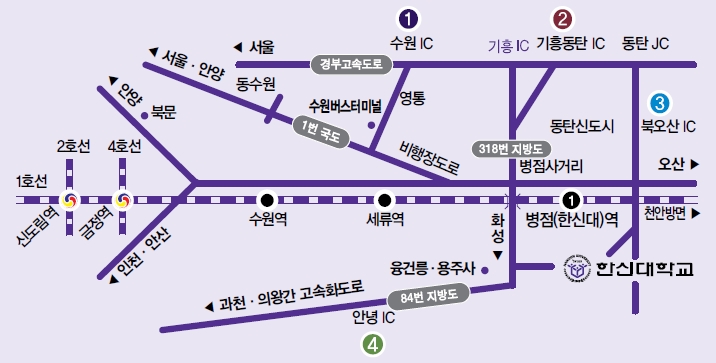 1
2
◀ 서울
수원 IC
기흥 IC
기흥동탄 IC
동탄 JC
◀ 서울 · 안양
경부고속도로
◀ 안양
동수원
영통
3
북문
수원버스터미널
1번 국도
비행장도로
318번 지방도
동탄신도시
북오산 IC
2호선
4호선
병점사거리
오산 ▶
1호선
신도림역
금정역
수원역
세류역
1
병점(한신대)역
천안방면 ▶
◀ 인천 · 안산
화성 ▼
융건릉 · 용주사
한신대학교
◀ 과천 · 의왕간 고속화도로
84번 지방도
안녕 IC
4